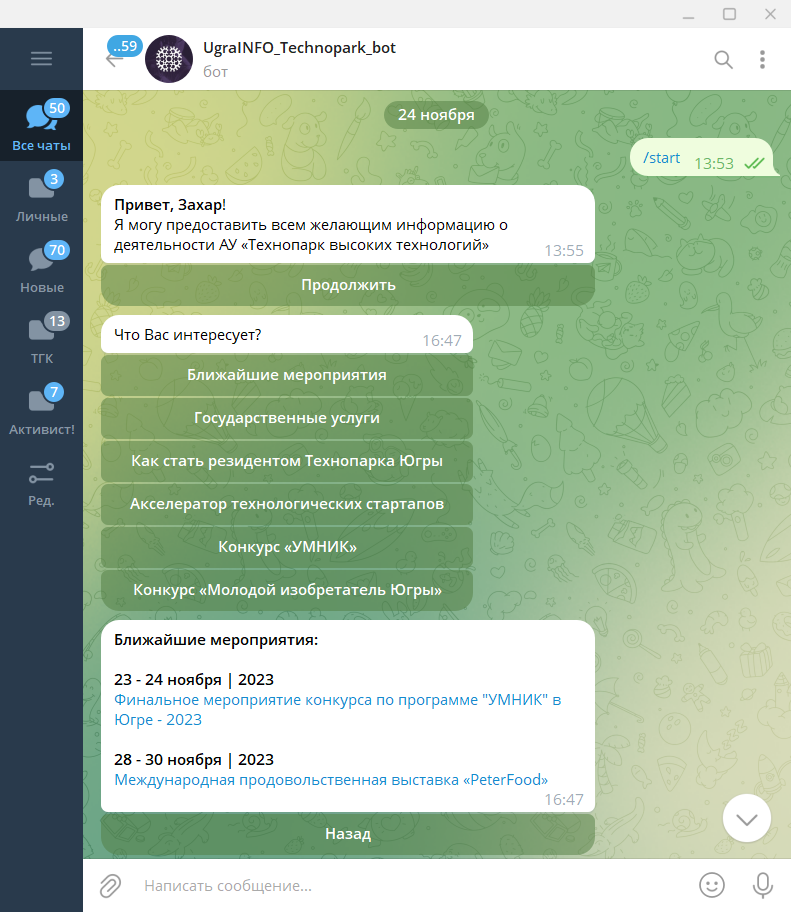 ..59
UgraINFO_Technopark_bot
бот
50
Все чаты
3
Личные
70
Новые
13
ТГК
7
Активист!
Ред.
24 ноября
/start 13:53
Привет, Захар!
Я могу предоставить всем желающим информацию о
деятельности АУ «Технопарк высоких технологий»
13:55
Продолжить
Что Вас интересует?
16:47
Ближайшие мероприятия
Государственные услуги
Как стать резидентом Технопарка Югры
Акселератор технологических стартапов
Конкурс «УМНИК»
Конкурс «Молодой изобретатель Югры»
Ближайшие мероприятия:
23 - 24 ноября | 2023
Финальное мероприятие конкурса по программе "УМНИК" в
Югре - 2023
28 - 30 ноября | 2023
Международная продовольственная выставка «PeterFood»
16:47
Назад
Написать сообщение...